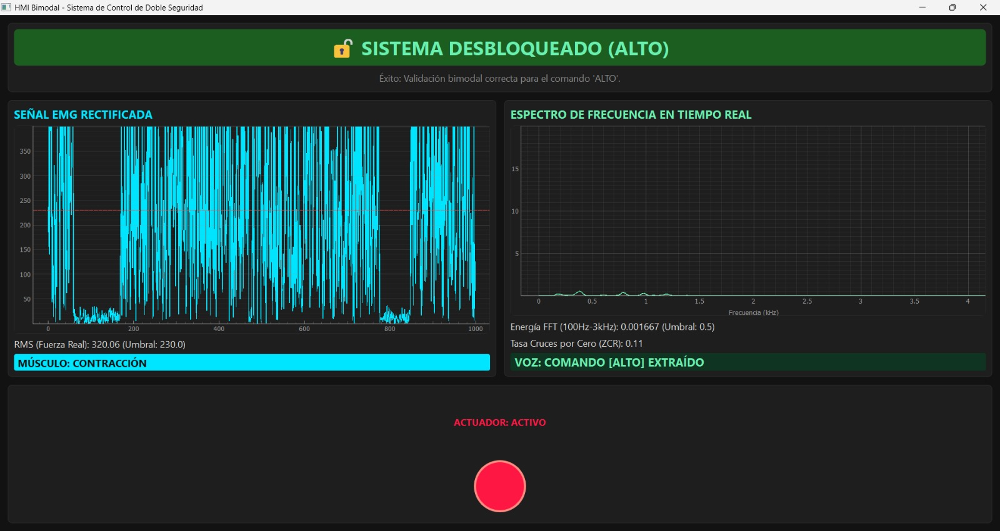 HMI Bimodal - Sistema de Control de Doble Seguridad
SISTEMA DESBLOQUEADO (ALTO)
Éxito: Validación bimodal correcta para el comando 'ALTO'.
SEÑAL EMG RECTIFICADA
350
300
250
200
150
100
50
0 200 400 600 800 1000
RMS (Fuerza Real): 320.06 (Umbral: 230.0)
MÚSCULO: CONTRACCIÓN
ESPECTRO DE FRECUENCIA EN TIEMPO REAL
15
10
5
0 0.5 1 1.5 2 2.5 3 3.5 4
Frecuencia (kHz)
Energía FFT (100Hz-3kHz): 0.001667 (Umbral: 0.5)
Tasa Cruces por Cero (ZCR): 0.11
VOZ: COMANDO [ALTO] EXTRAÍDO
ACTUADOR: ACTIVO